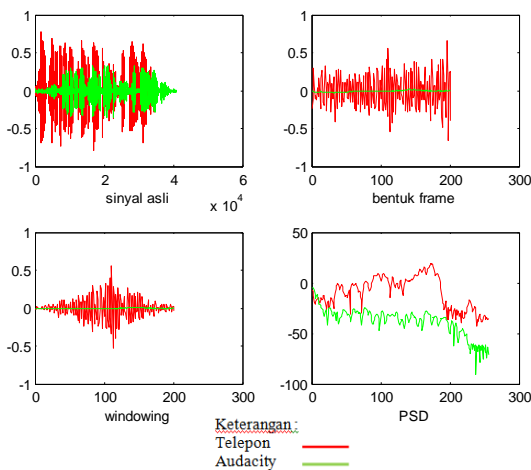 1
0.5
0
-0.5
-1
0 2 4 6
x 10^4
sinyal asli
1
0.5
0
-0.5
-1
0 100 200 300
bentuk frame
1
0.5
0
-0.5
-1
0 100 200 300
windowing
50
0
-50
-100
0 100 200 300
PSD
Keterangan :
Telepon
Audacity